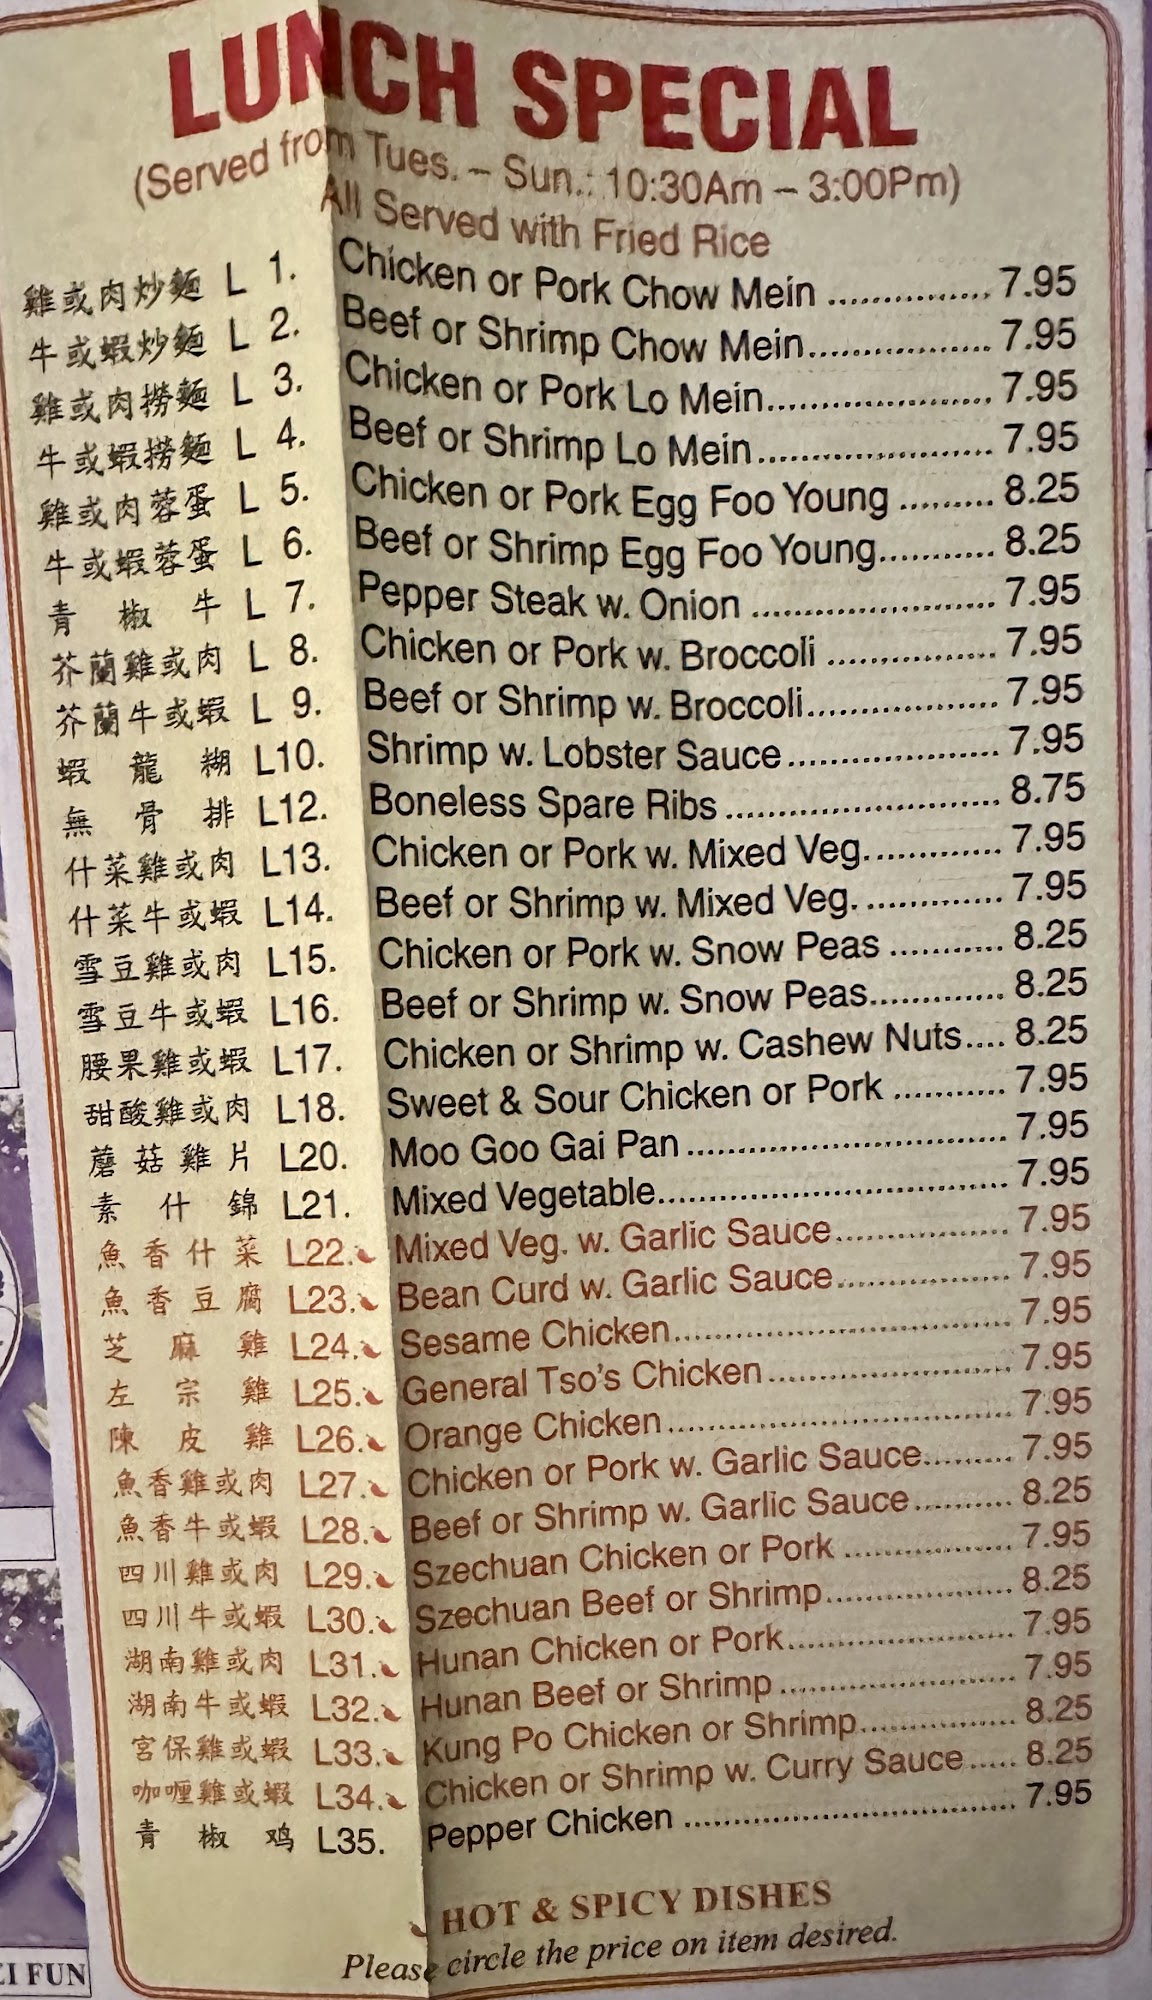 LUNCH SPECIAL
(Served from Tues. – Sun.: 10:30Am – 3:00Pm)
All Served with Fried Rice
雞或肉炒麵 L 1. Chicken or Pork Chow Mein ............... 7.95
牛或蝦炒麵 L 2. Beef or Shrimp Chow Mein.................. 7.95
雞或肉撈麵 L 3. Chicken or Pork Lo Mein...................... 7.95
牛或蝦撈麵 L 4. Beef or Shrimp Lo Mein....................... 7.95
雞或肉蓉蛋 L 5. Chicken or Pork Egg Foo Young ......... 8.25
牛或蝦蓉蛋 L 6. Beef or Shrimp Egg Foo Young........... 8.25
青椒牛 L 7. Pepper Steak w. Onion ........................ 7.95
芥蘭雞或肉 L 8. Chicken or Pork w. Broccoli ................ 7.95
芥蘭牛或蝦 L 9. Beef or Shrimp w. Broccoli................... 7.95
蝦龍糊 L10. Shrimp w. Lobster Sauce..................... 7.95
無骨排 L12. Boneless Spare Ribs ........................... 8.75
什菜雞或肉 L13. Chicken or Pork w. Mixed Veg.............. 7.95
什菜牛或蝦 L14. Beef or Shrimp w. Mixed Veg. ............. 7.95
雪豆雞或肉 L15. Chicken or Pork w. Snow Peas ........... 8.25
雪豆牛或蝦 L16. Beef or Shrimp w. Snow Peas............. 8.25
腰果雞或蝦 L17. Chicken or Shrimp w. Cashew Nuts.... 8.25
甜酸雞或肉 L18. Sweet & Sour Chicken or Pork ........... 7.95
蘑菇雞片 L20. Moo Goo Gai Pan ................................ 7.95
素什錦 L21. Mixed Vegetable................................... 7.95
魚香什菜 L22. Mixed Veg. w. Garlic Sauce................. 7.95
魚香豆腐 L23. Bean Curd w. Garlic Sauce................. 7.95
芝麻雞 L24. Sesame Chicken.................................. 7.95
左宗雞 L25. General Tso's Chicken ........................ 7.95
陳皮雞 L26. Orange Chicken................................... 7.95
魚香雞或肉 L27. Chicken or Pork w. Garlic Sauce......... 7.95
魚香牛或蝦 L28. Beef or Shrimp w. Garlic Sauce.......... 8.25
四川雞或肉 L29. Szechuan Chicken or Pork ................. 7.95
四川牛或蝦 L30. Szechuan Beef or Shrimp................... 8.25
湖南雞或肉 L31. Hunan Chicken or Pork....................... 7.95
湖南牛或蝦 L32. Hunan Beef or Shrimp ........................ 7.95
宮保雞或蝦 L33. Kung Po Chicken or Shrimp................ 8.25
咖喱雞或蝦 L34. Chicken or Shrimp w. Curry Sauce..... 8.25
青椒鸡 L35. Pepper Chicken .................................. 7.95
HOT & SPICY DISHES
Please circle the price on item desired.
EI FUN